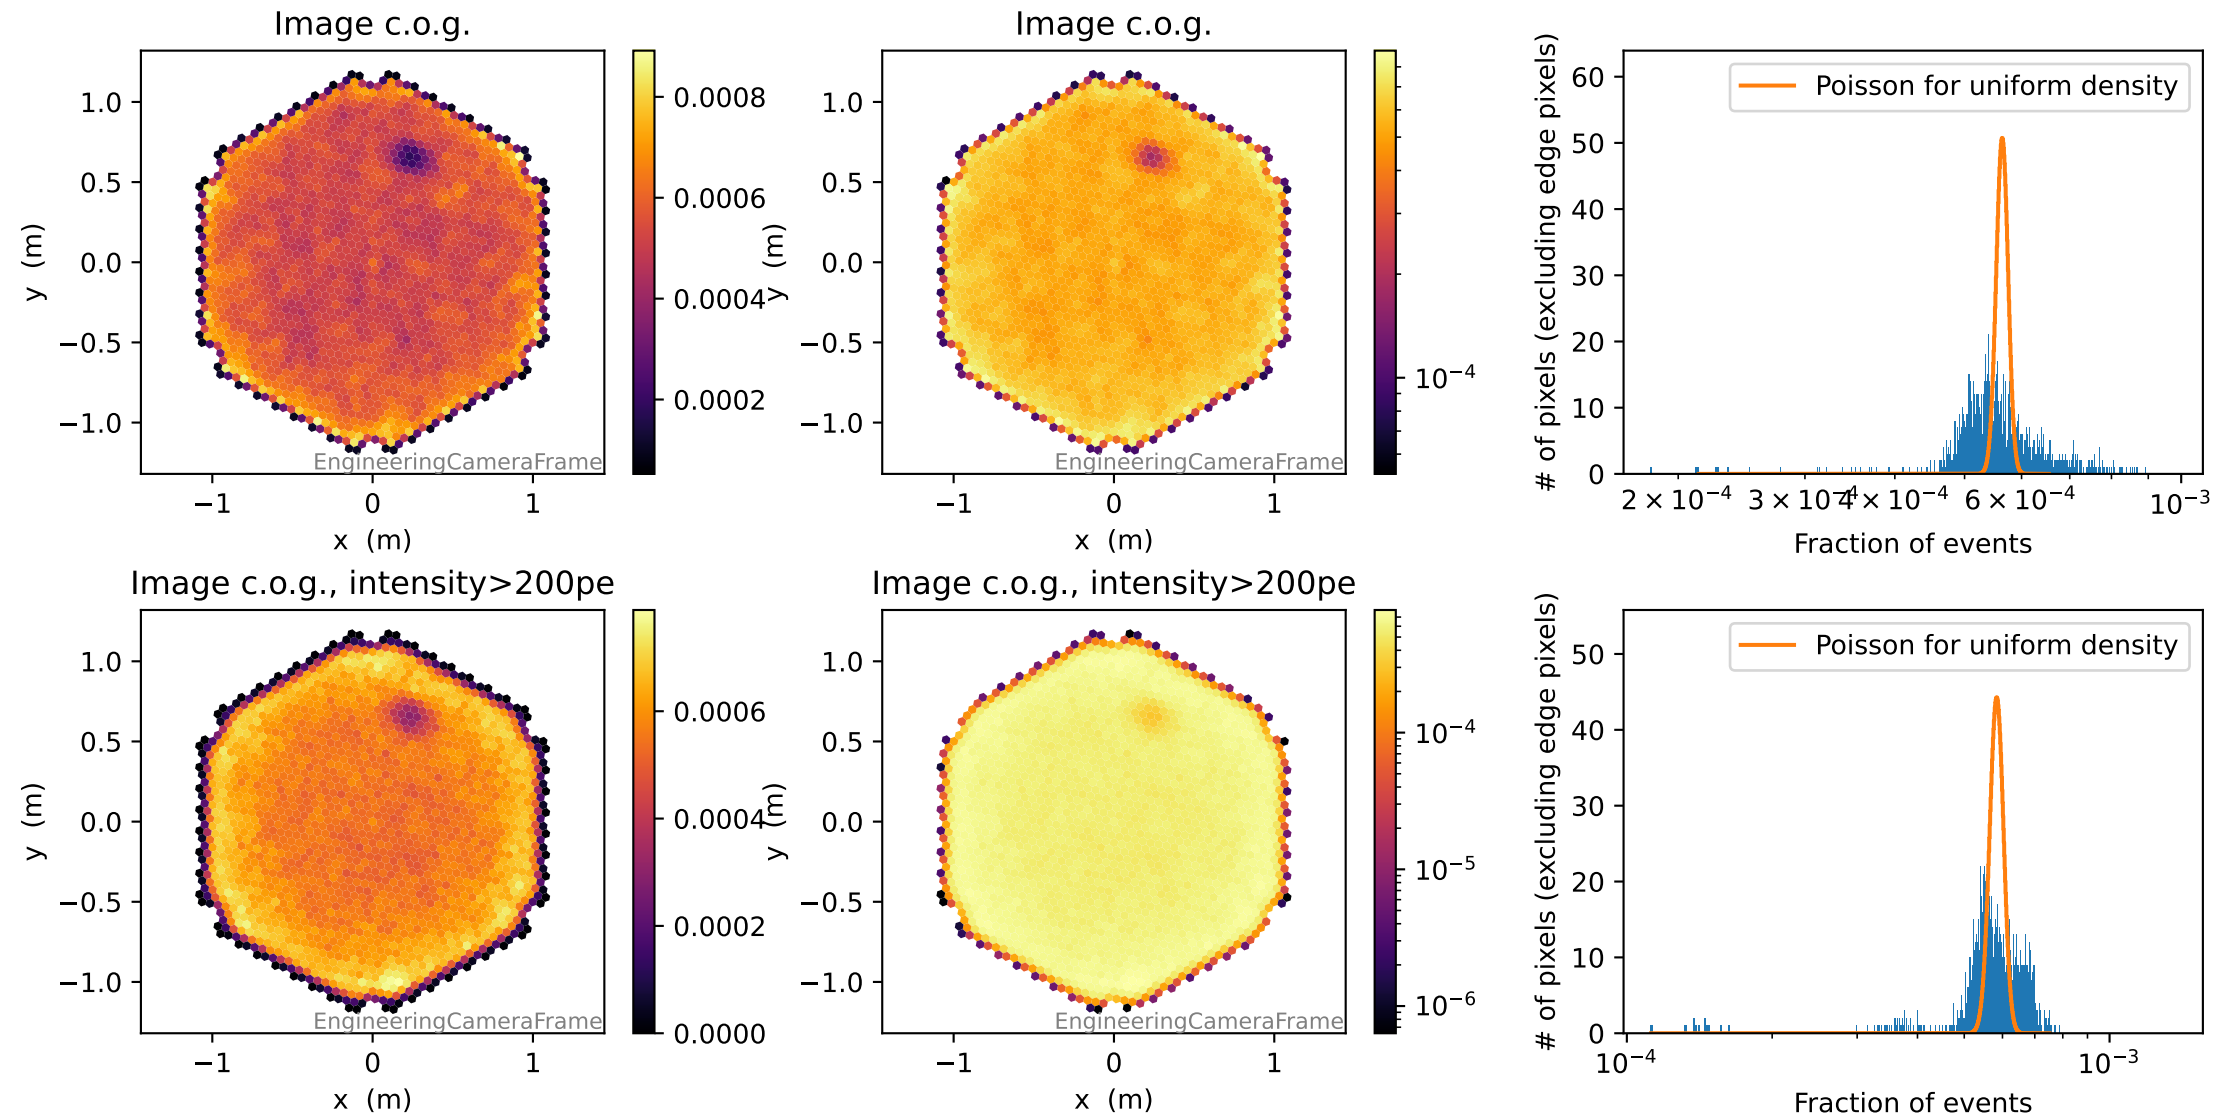 Image c.o.g.
1.0
0.5
0.0
−0.5
−1.0
y (m)
−1
0
1
x (m)
EngineeringCameraFrame
0.0008
0.0006
0.0004
0.0002
Image c.o.g.
1.0
0.5
0.0
−0.5
−1.0
y (m)
−1
0
1
x (m)
EngineeringCameraFrame
10⁻⁴
Poisson for uniform density
60
50
40
30
20
10
0
# of pixels (excluding edge pixels)
2×10⁻⁴
3×10⁻⁴
4×10⁻⁴
6×10⁻⁴
10⁻³
Fraction of events
Image c.o.g., intensity>200pe
1.0
0.5
0.0
−0.5
−1.0
y (m)
−1
0
1
x (m)
EngineeringCameraFrame
0.0006
0.0004
0.0002
0.0000
Image c.o.g., intensity>200pe
1.0
0.5
0.0
−0.5
−1.0
y (m)
−1
0
1
x (m)
EngineeringCameraFrame
10⁻⁴
10⁻⁵
10⁻⁶
Poisson for uniform density
50
40
30
20
10
0
# of pixels (excluding edge pixels)
10⁻⁴
10⁻³
Fraction of events